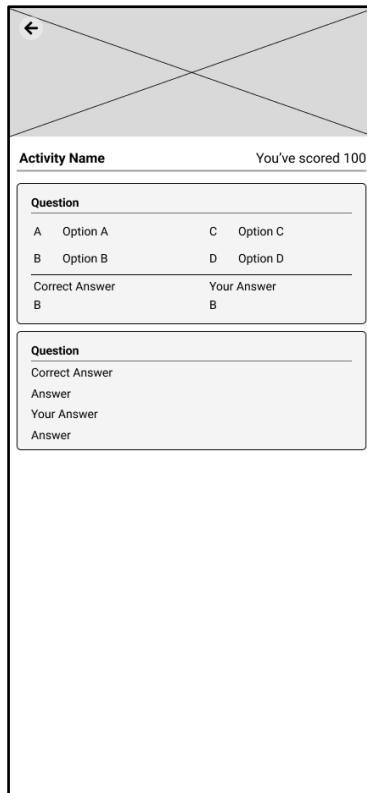 Activity Name You've scored 100
Question
A Option A C Option C
B Option B D Option D
Correct Answer Your Answer
B B
Question
Correct Answer
Answer
Your Answer
Answer